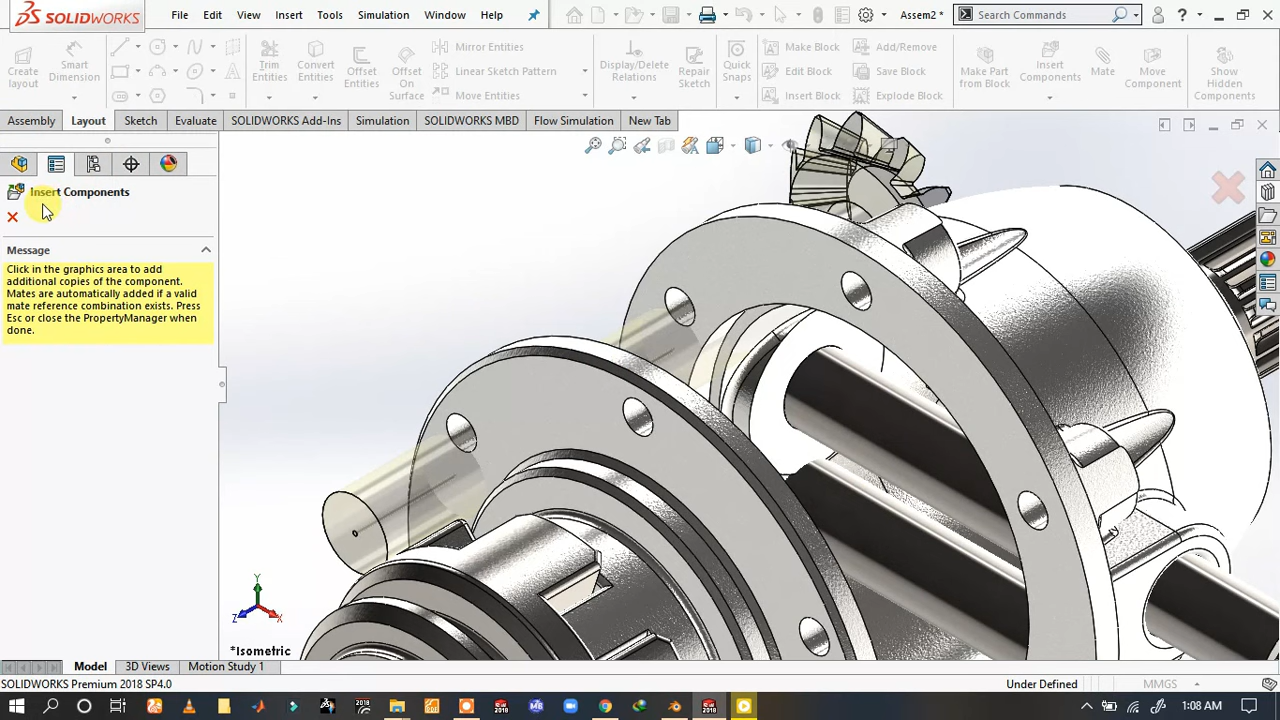 SOLIDWORKS
File Edit View Insert Tools Simulation Window Help
Assem2 *
Search Commands
Create layout
Smart Dimension
Trim Entities
Convert Entities
Offset Entities
Offset On Surface
Mirror Entities
Linear Sketch Pattern
Move Entities
Display/Delete Relations
Repair Sketch
Quick Snaps
Make Block
Edit Block
Insert Block
Add/Remove
Save Block
Explode Block
Make Part from Block
Insert Components
Mate
Move Component
Show Hidden Components
Assembly Layout Sketch Evaluate SOLIDWORKS Add-Ins Simulation SOLIDWORKS MBD Flow Simulation New Tab
Insert Components
Message
Click in the graphics area to add
additional copies of the component.
Mates are automatically added if a valid
mate reference combination exists. Press
Esc or close the PropertyManager when
done.
Y
Z
X
*Isometric
Model 3D Views Motion Study 1
SOLIDWORKS Premium 2018 SP4.0
Under Defined
MMGS
1:08 AM